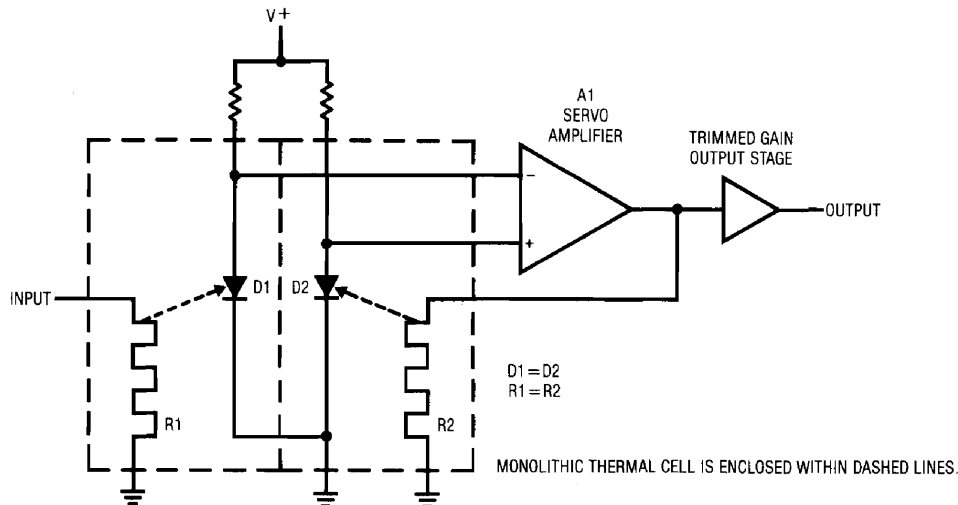 V+
A1
SERVO
AMPLIFIER
TRIMMED GAIN
OUTPUT STAGE
−
+
OUTPUT
INPUT
D1
D2
R1
R2
D1=D2
R1=R2
MONOLITHIC THERMAL CELL IS ENCLOSED WITHIN DASHED LINES.